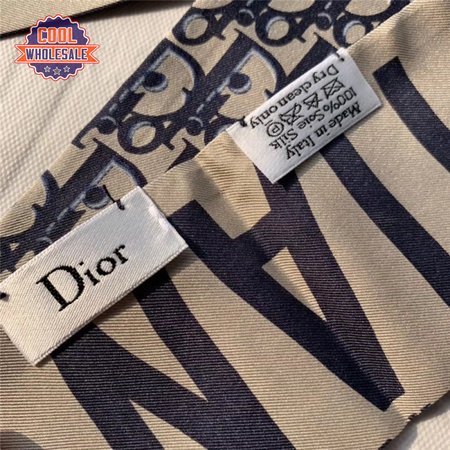 COOL
WHOLESALE
Made in Italy
100% Soie Silk
Dry clean only
Dior